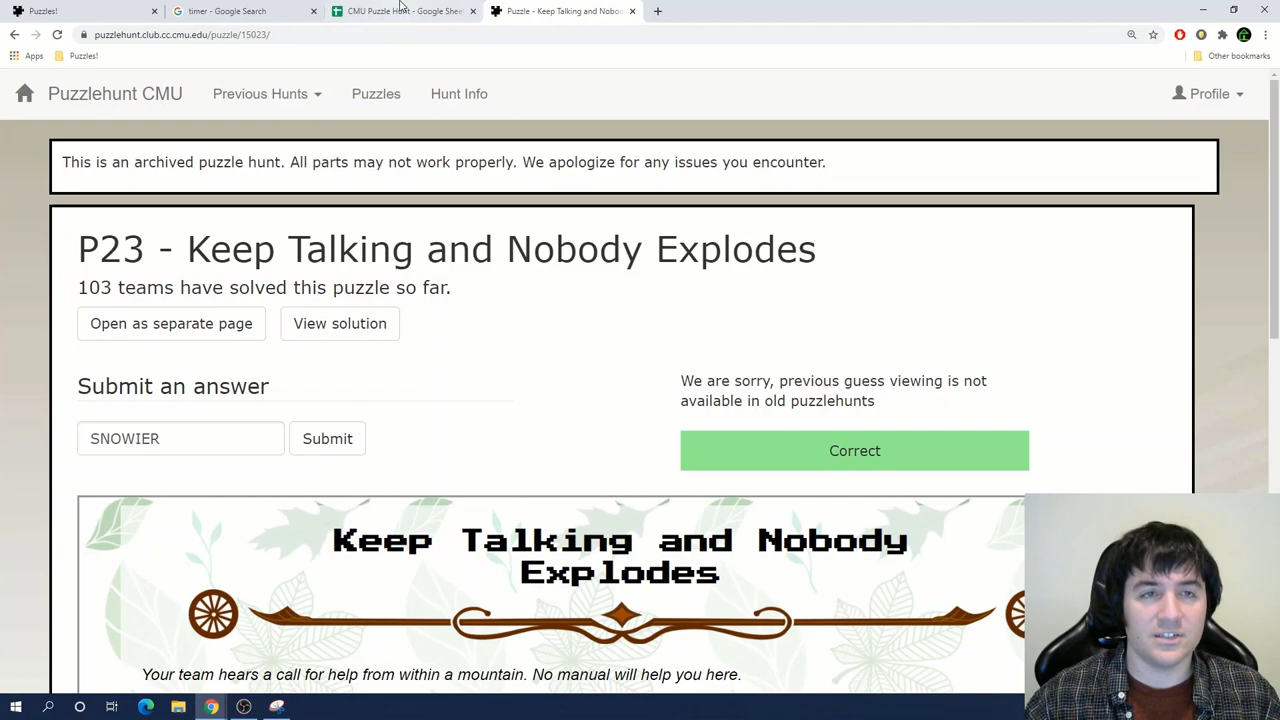 Puzzles!
timer - Google Search
CMU Puzzle Hunt - Google Shee
Puzzle - Keep Talking and Nobo
puzzlehunt.club.cc.cmu.edu/puzzle/15023/
Apps
Puzzles!
Other bookmarks
Puzzlehunt CMU
Previous Hunts
Puzzles
Hunt Info
Profile
This is an archived puzzle hunt. All parts may not work properly. We apologize for any issues you encounter.
P23 - Keep Talking and Nobody Explodes
103 teams have solved this puzzle so far.
Open as separate page
View solution
Submit an answer
We are sorry, previous guess viewing is not
available in old puzzlehunts
SNOWIER
Submit
Correct
Keep Talking and Nobody
Explodes
Your team hears a call for help from within a mountain. No manual will help you here.